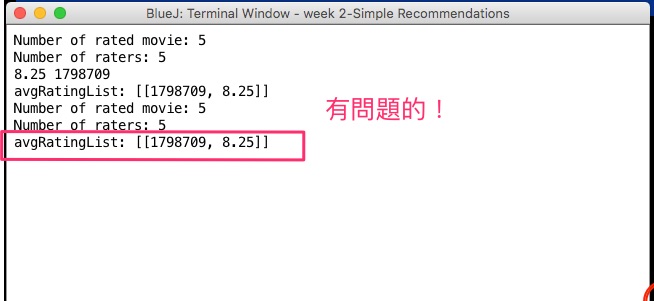 BlueJ: Terminal Window - week 2-Simple Recommendations
Number of rated movie: 5
Number of raters: 5
8.25 1798709
avgRatingList: [[1798709, 8.25]]
Number of rated movie: 5
Number of raters: 5
avgRatingList: [[1798709, 8.25]]
有問題的！